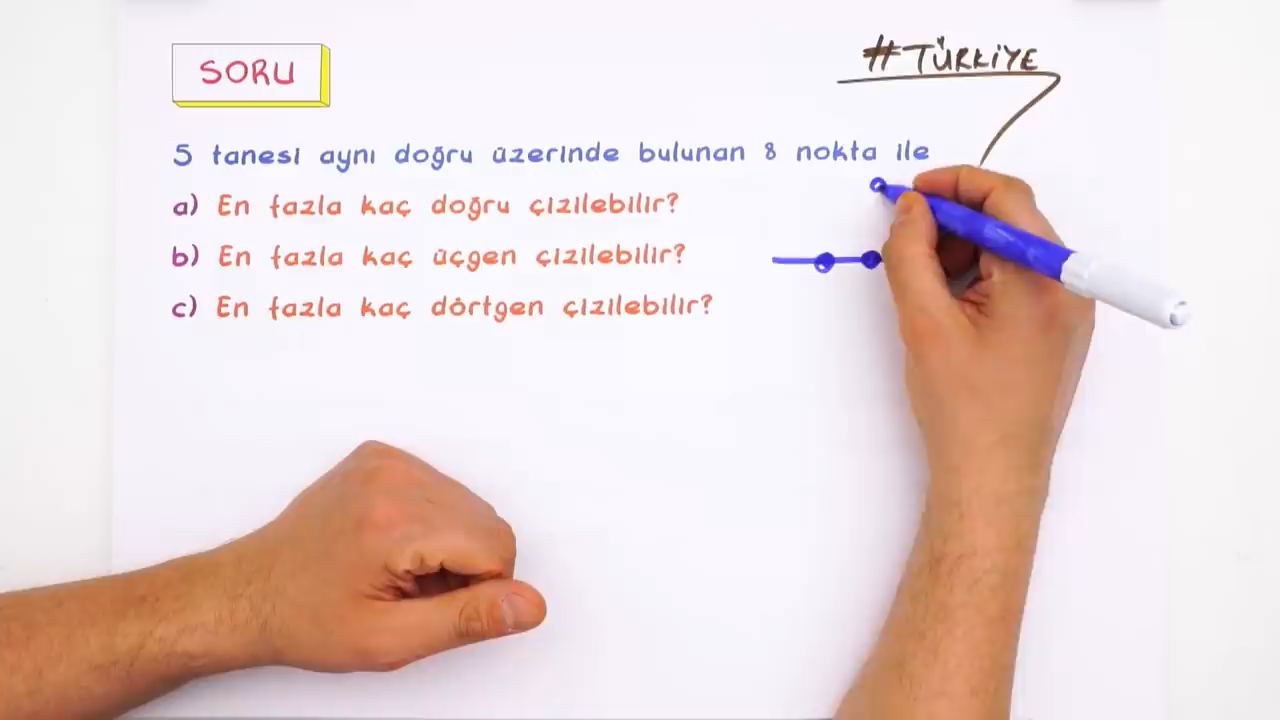 SORU
#TÜRKİYE
5 tanesi aynı doğru üzerinde bulunan 8 nokta ile
a) En fazla kaç doğru çizilebilir?
b) En fazla kaç üçgen çizilebilir?
c) En fazla kaç dörtgen çizilebilir?